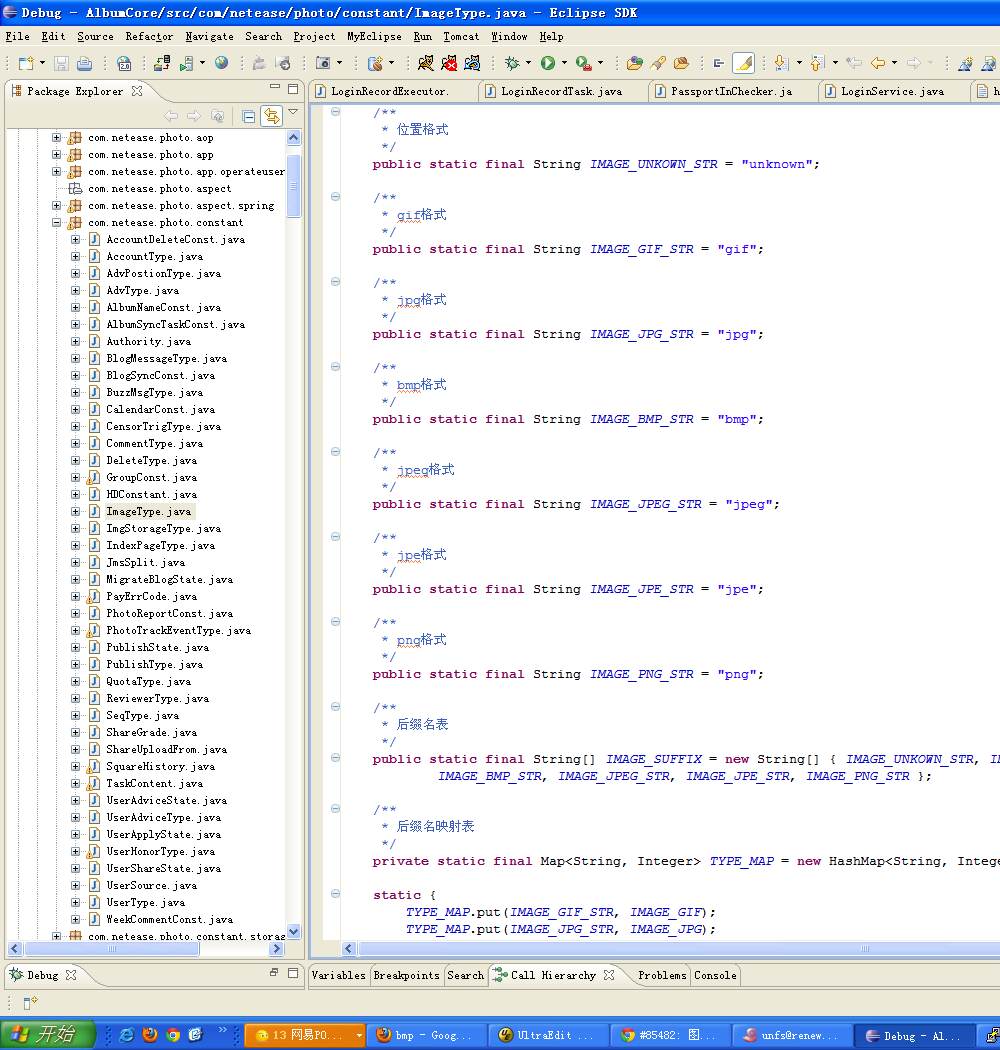 Debug - AlbumCore/src/com/netease/photo/constant/ImageType.java - Eclipse SDK
File Edit Source Refactor Navigate Search Project MyEclipse Run Tomcat Window Help
Package Explorer
LoginRecordExecutor.
LoginRecordTask.java
PassportInChecker.ja
LoginService.java
h
com.netease.photo.aop
com.netease.photo.app
com.netease.photo.app.operateuser
com.netease.photo.aspect
com.netease.photo.aspect.spring
com.netease.photo.constant
AccountDeleteConst.java
AccountType.java
AdvPostionType.java
AdvType.java
AlbumNameConst.java
AlbumSyncTaskConst.java
Authority.java
BlogMessageType.java
BlogSyncConst.java
BuzzMsgType.java
CalendarConst.java
CensorTrigType.java
CommentType.java
DeleteType.java
GroupConst.java
HDConstant.java
ImageType.java
ImgStorageType.java
IndexPageType.java
JmsSplit.java
MigrateBlogState.java
PayErrCode.java
PhotoReportConst.java
PhotoTrackEventType.java
PublishState.java
PublishType.java
QuotaType.java
ReviewerType.java
SeqType.java
ShareGrade.java
ShareUploadFrom.java
SquareHistory.java
TaskContent.java
UserAdviceState.java
UserAdviceType.java
UserApplyState.java
UserHonorType.java
UserShareState.java
UserSource.java
UserType.java
WeekCommentConst.java
com.netease.photo.constant.storag
/**
* 位置格式
*/
public static final String IMAGE_UNKOWN_STR = "unknown";
/**
* gif格式
*/
public static final String IMAGE_GIF_STR = "gif";
/**
* jpg格式
*/
public static final String IMAGE_JPG_STR = "jpg";
/**
* bmp格式
*/
public static final String IMAGE_BMP_STR = "bmp";
/**
* jpeg格式
*/
public static final String IMAGE_JPEG_STR = "jpeg";
/**
* jpe格式
*/
public static final String IMAGE_JPE_STR = "jpe";
/**
* png格式
*/
public static final String IMAGE_PNG_STR = "png";
/**
* 后缀名表
*/
public static final String[] IMAGE_SUFFIX = new String[] { IMAGE_UNKOWN_STR, I
IMAGE_BMP_STR, IMAGE_JPEG_STR, IMAGE_JPE_STR, IMAGE_PNG_STR };
/**
* 后缀名映射表
*/
private static final Map<String, Integer> TYPE_MAP = new HashMap<String, Intege
static {
TYPE_MAP.put(IMAGE_GIF_STR, IMAGE_GIF);
TYPE_MAP.put(IMAGE_JPG_STR, IMAGE_JPG);
Debug
Variables Breakpoints Search Call Hierarchy Problems Console
开始
13 网易PO...
bmp - Goog...
UltraEdit ...
#85482: 图...
unfs@renew...
Debug - Al...